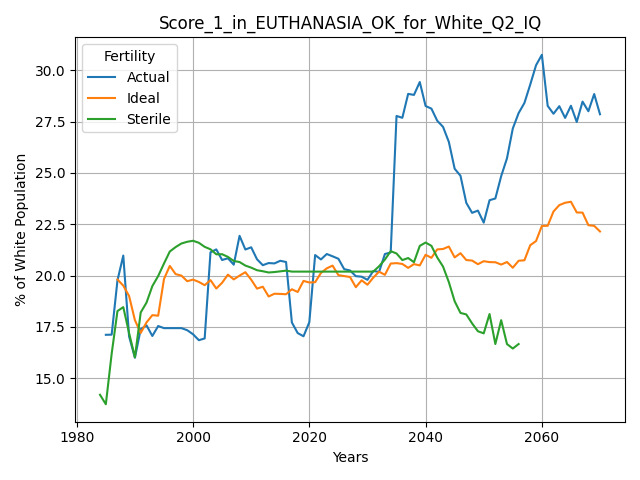 Score_1_in_EUTHANASIA_OK_for_White_Q2_IQ
Fertility
Actual
Ideal
Sterile
% of White Population
30.0
27.5
25.0
22.5
20.0
17.5
15.0
1980
2000
2020
2040
2060
Years